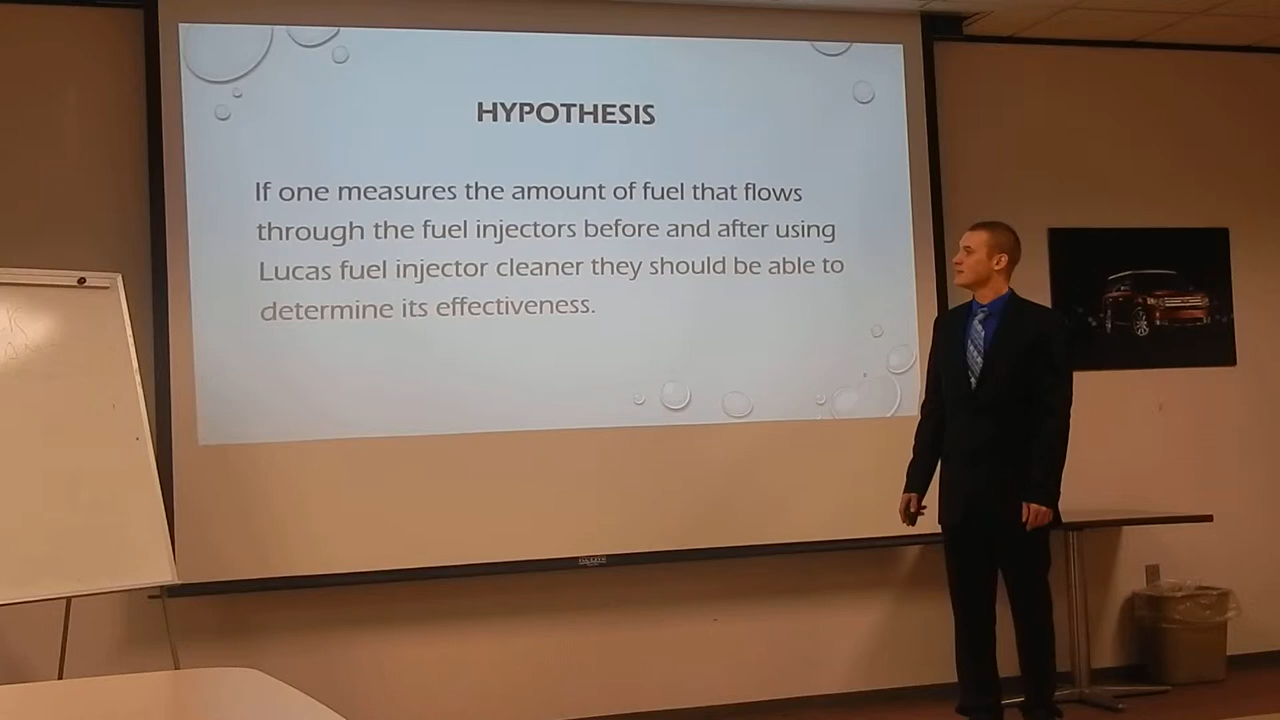 HYPOTHESIS
If one measures the amount of fuel that flows
through the fuel injectors before and after using
Lucas fuel injector cleaner they should be able to
determine its effectiveness.